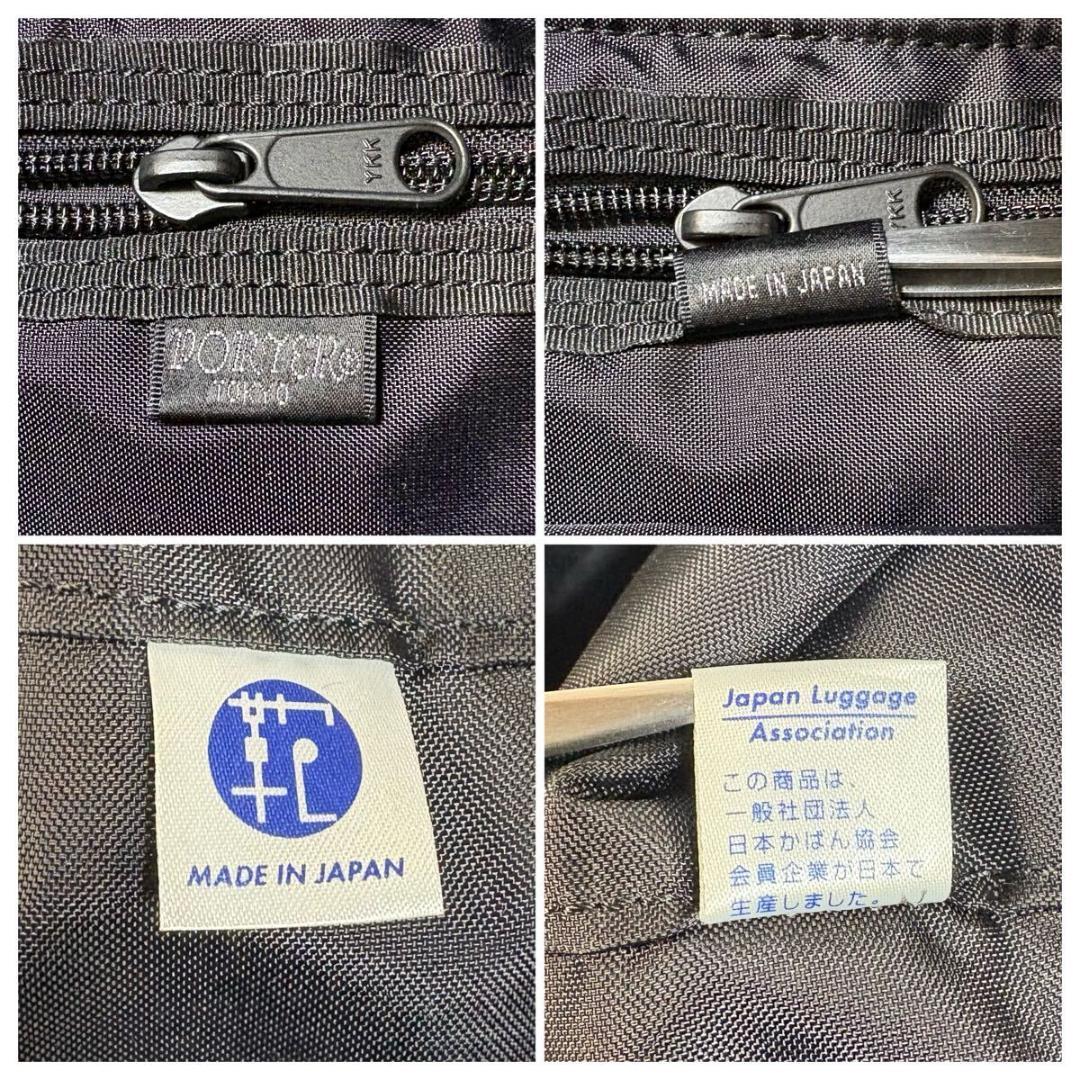 YKK
PORTER®
TOKYO
YKK
MADE IN JAPAN
鞄
MADE IN JAPAN
Japan Luggage
Association
この商品は、
一般社団法人
日本かばん協会
会員企業が日本で
生産しました。